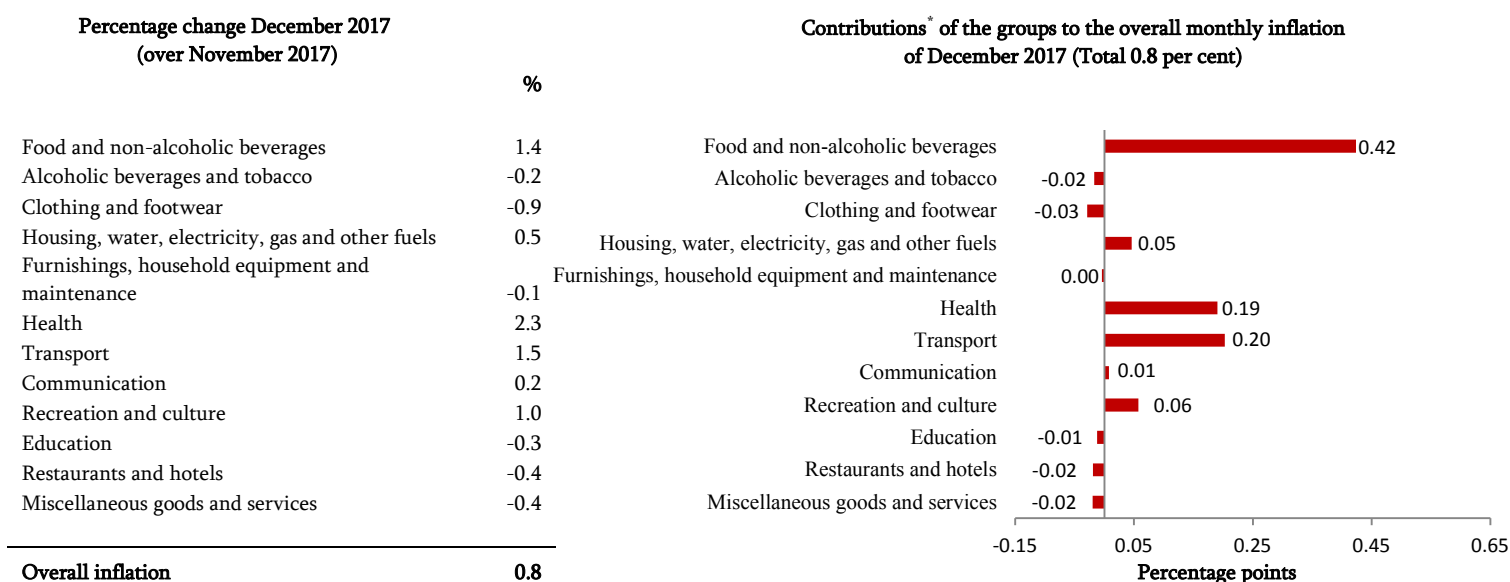 Percentage change December 2017
(over November 2017)
%
Food and non-alcoholic beverages 1.4
Alcoholic beverages and tobacco -0.2
Clothing and footwear -0.9
Housing, water, electricity, gas and other fuels 0.5
Furnishings, household equipment and
maintenance -0.1
Health 2.3
Transport 1.5
Communication 0.2
Recreation and culture 1.0
Education -0.3
Restaurants and hotels -0.4
Miscellaneous goods and services -0.4
Overall inflation 0.8
Contributions* of the groups to the overall monthly inflation
of December 2017 (Total 0.8 per cent)
Food and non-alcoholic beverages 0.42
Alcoholic beverages and tobacco -0.02
Clothing and footwear -0.03
Housing, water, electricity, gas and other fuels 0.05
Furnishings, household equipment and maintenance 0.00
Health 0.19
Transport 0.20
Communication 0.01
Recreation and culture 0.06
Education -0.01
Restaurants and hotels -0.02
Miscellaneous goods and services -0.02
-0.15 0.05 0.25 0.45 0.65
Percentage points